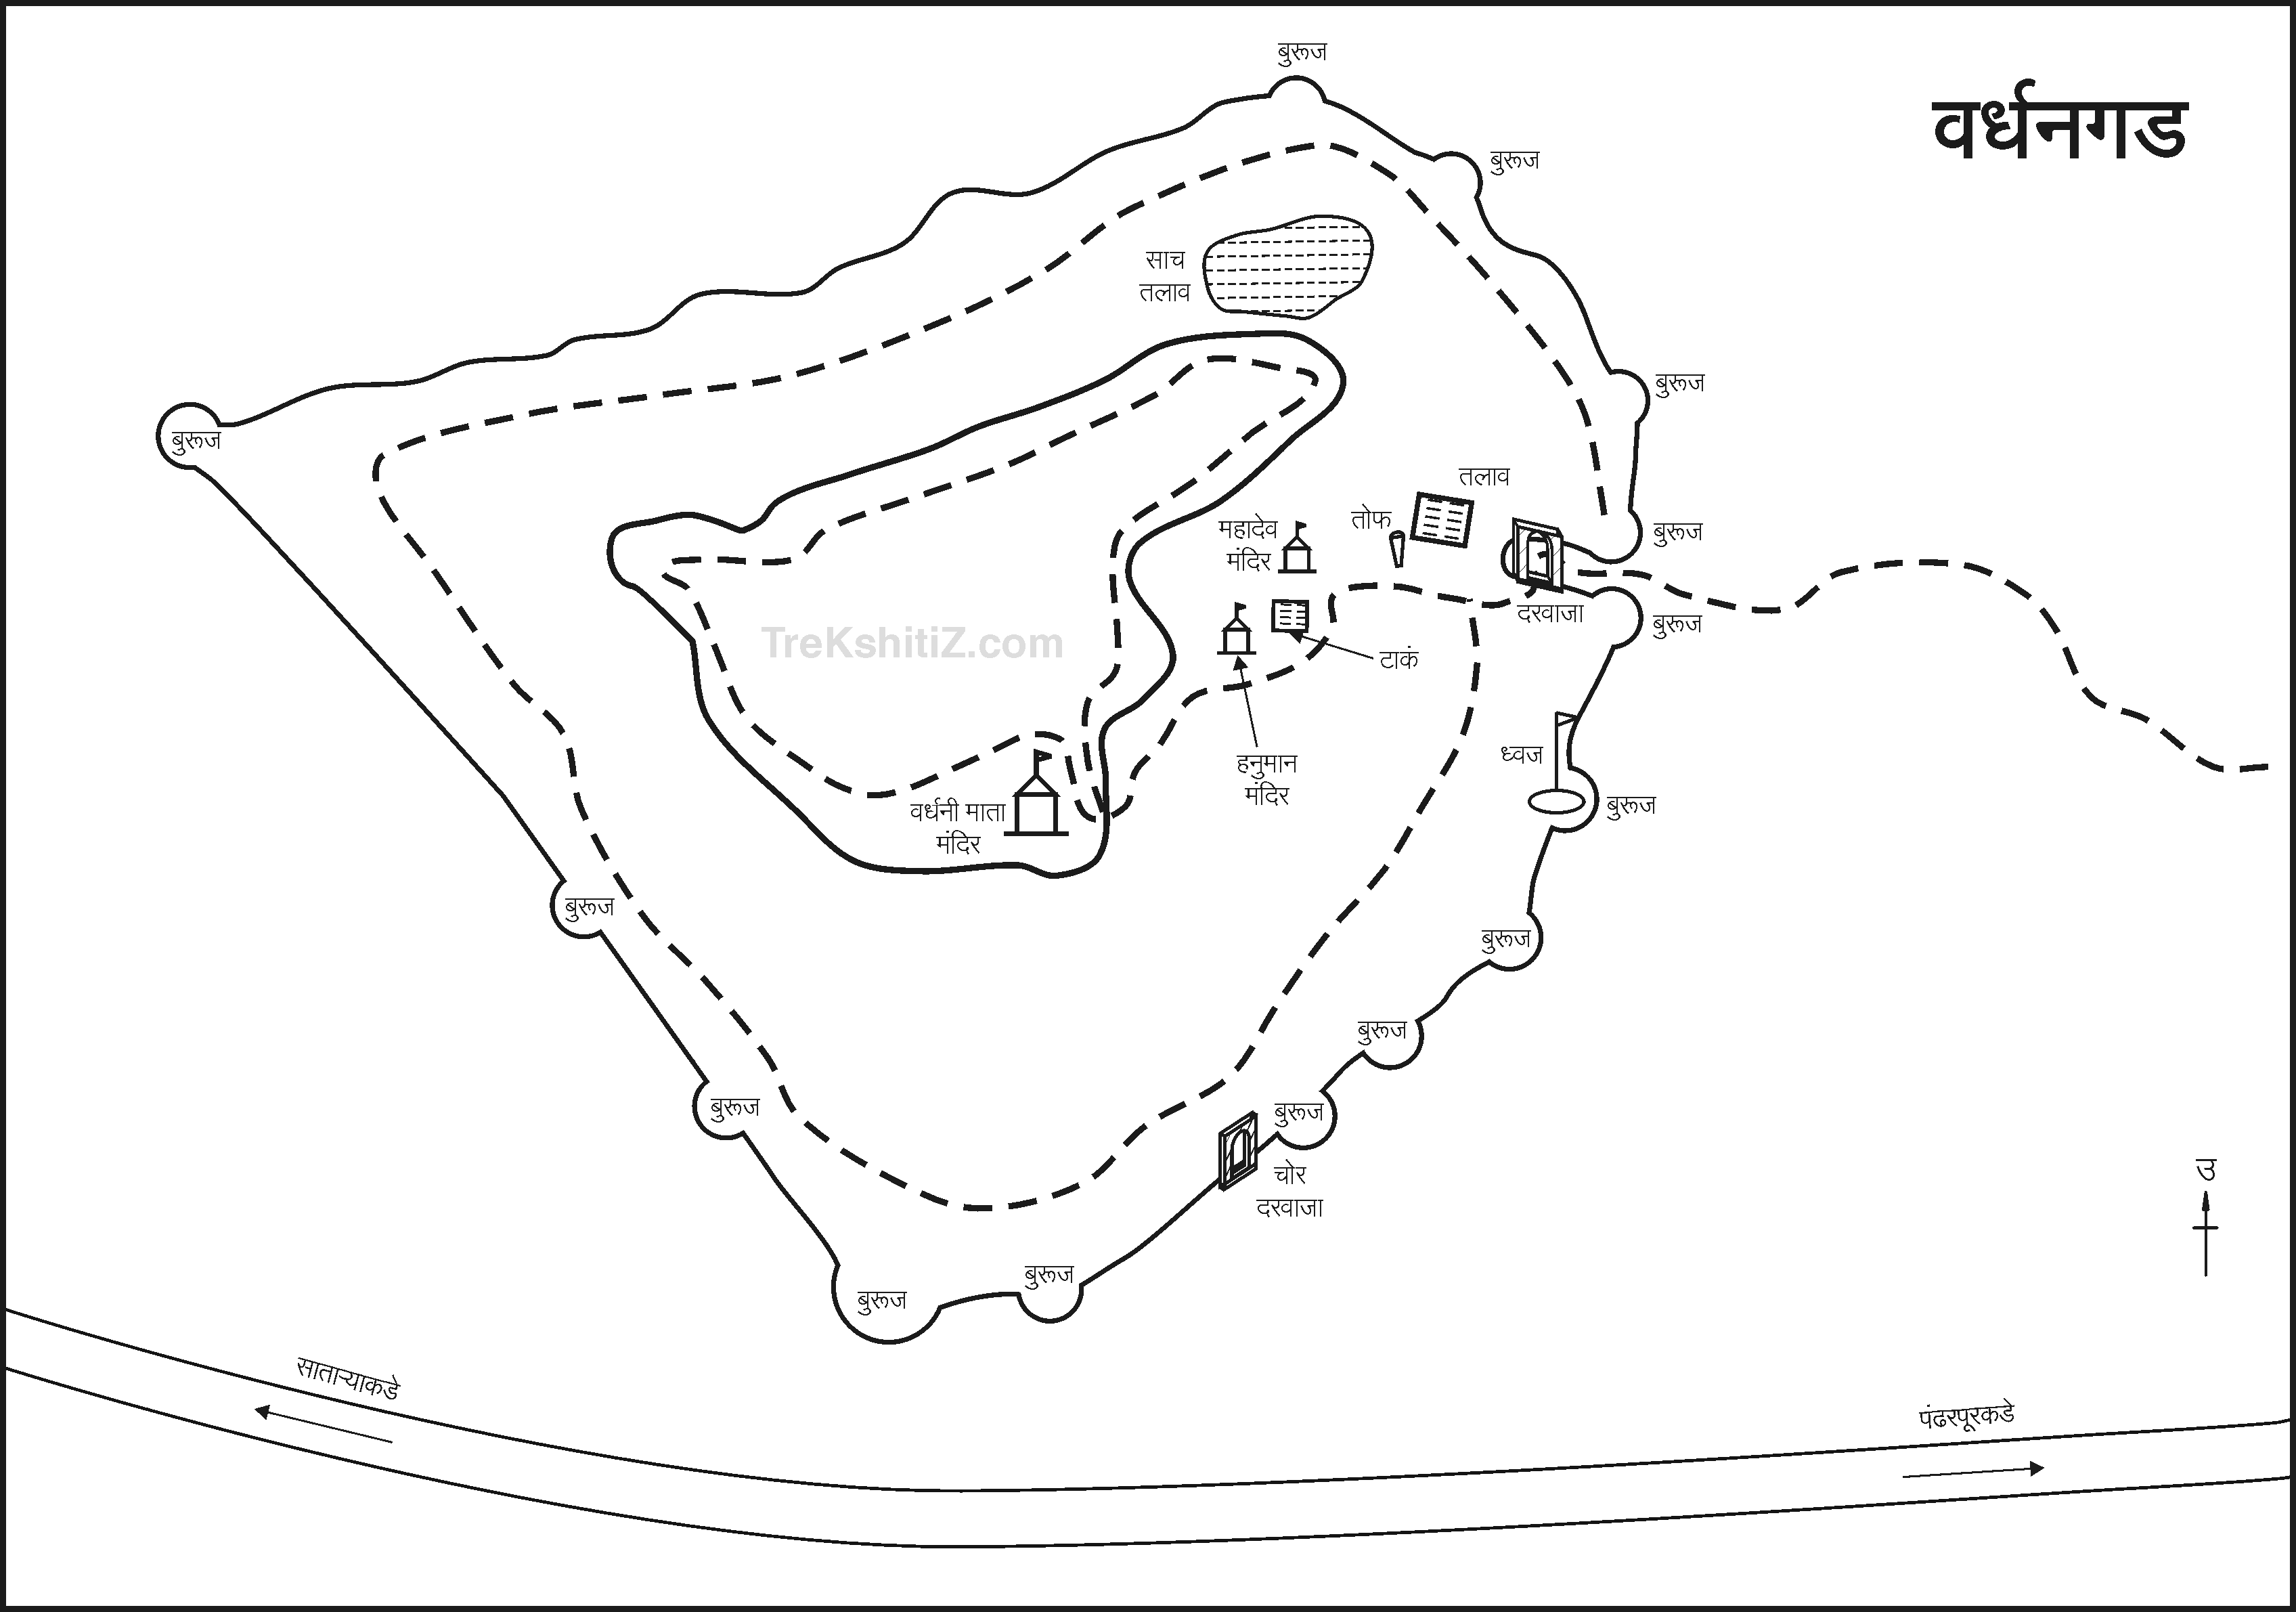 वर्धनगड
बुरूज
बुरूज
साच
तलाव
बुरूज
बुरूज
तलाव
तोफ
महादेव
मंदिर
बुरूज
दरवाजा
बुरूज
TreKshitiZ.com
टाकं
ध्वज
हनुमान
मंदिर
बुरूज
वर्धनी माता
मंदिर
बुरूज
बुरूज
बुरूज
बुरूज
बुरूज
चोर
दरवाजा
उ
बुरूज
बुरूज
साताऱ्याकडे
पंढरपूरकडे